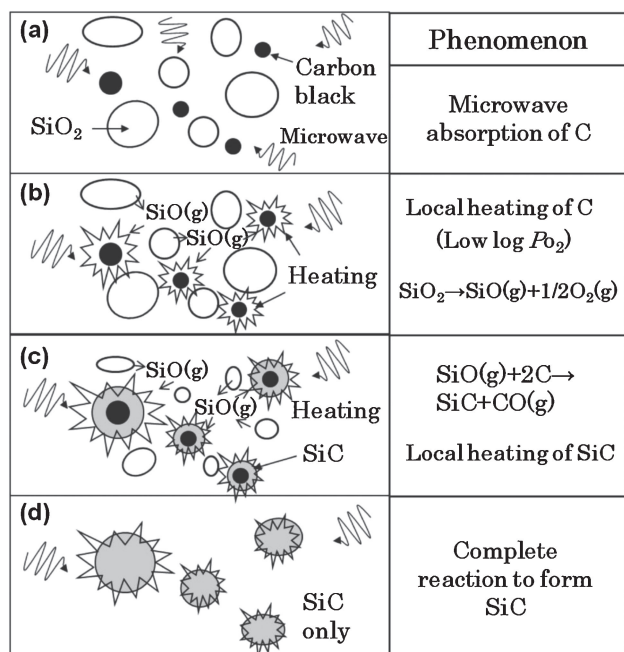 (a)
Carbon
black
SiO₂
Microwave
Phenomenon
Microwave
absorption of C
(b)
SiO(g)
SiO(g)
Heating
Local heating of C
(Low log Po₂)
SiO₂→SiO(g)+1/2O₂(g)
(c)
SiO(g)
SiO(g)
Heating
SiC
SiO(g)+2C→
SiC+CO(g)
Local heating of SiC
(d)
SiC
only
Complete
reaction to form
SiC